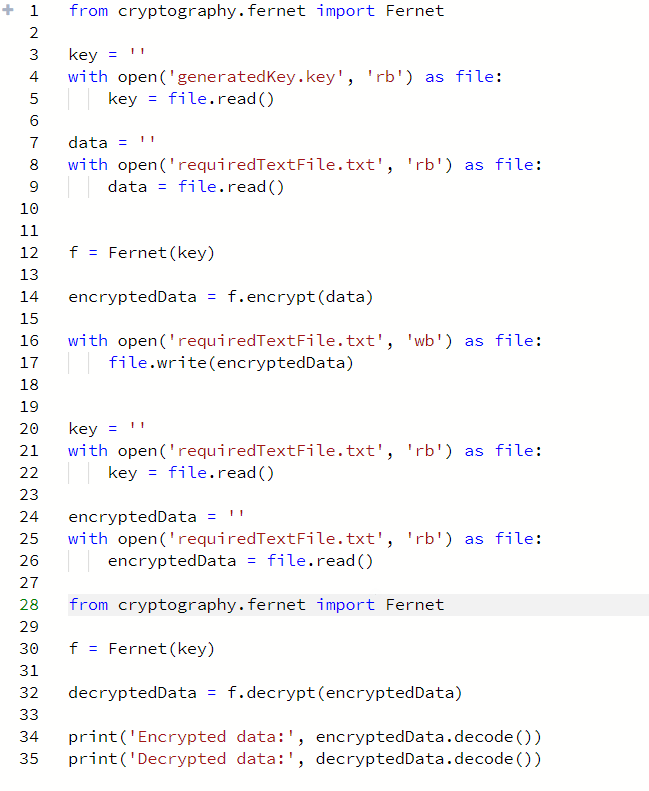 1 from cryptography.fernet import Fernet
2
3 key = ''
4 with open('generatedKey.key', 'rb') as file:
5     key = file.read()
6
7 data = ''
8 with open('requiredTextFile.txt', 'rb') as file:
9     data = file.read()
10
11
12 f = Fernet(key)
13
14 encryptedData = f.encrypt(data)
15
16 with open('requiredTextFile.txt', 'wb') as file:
17     file.write(encryptedData)
18
19
20 key = ''
21 with open('requiredTextFile.txt', 'rb') as file:
22     key = file.read()
23
24 encryptedData = ''
25 with open('requiredTextFile.txt', 'rb') as file:
26     encryptedData = file.read()
27
28 from cryptography.fernet import Fernet
29
30 f = Fernet(key)
31
32 decryptedData = f.decrypt(encryptedData)
33
34 print('Encrypted data:', encryptedData.decode())
35 print('Decrypted data:', decryptedData.decode())